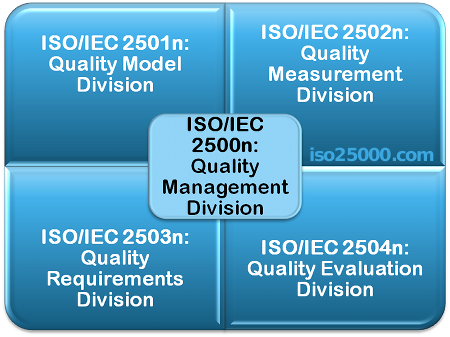 ISO/IEC 2501n:
Quality Model
Division
ISO/IEC 2502n:
Quality
Measurement
Division
ISO/IEC
2500n:
Quality
Management
Division
iso25000.com
ISO/IEC 2503n:
Quality
Requirements
Division
ISO/IEC 2504n:
Quality Evaluation
Division